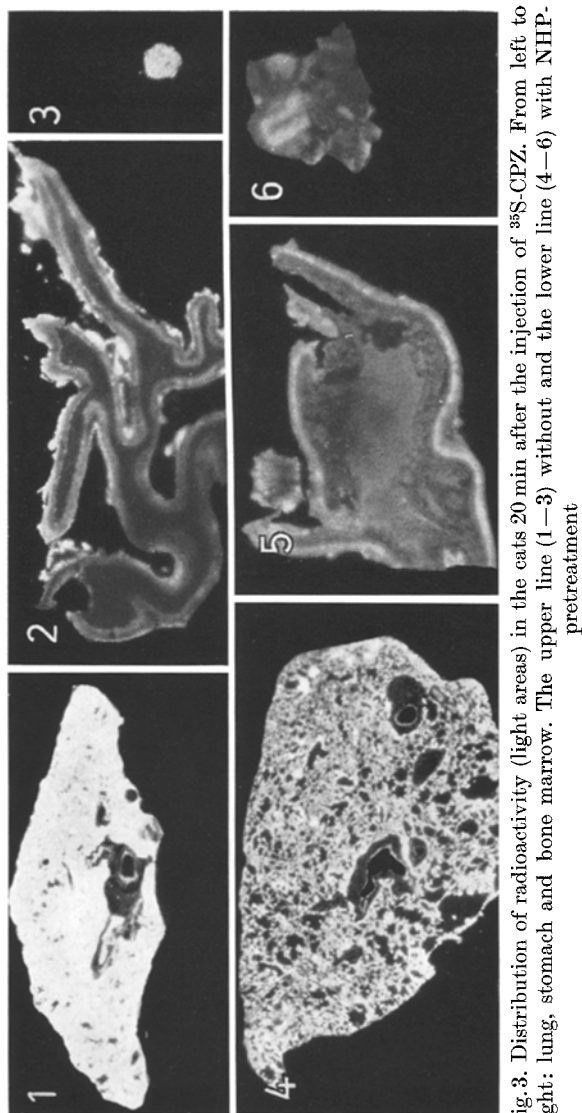 1
2
3
4
5
6
ig. 3. Distribution of radioactivity (light areas) in the cats 20 min after the injection of ³⁵S-CPZ. From left to
ght: lung, stomach and bone marrow. The upper line (1—3) without and the lower line (4—6) with NHP-
pretreatment